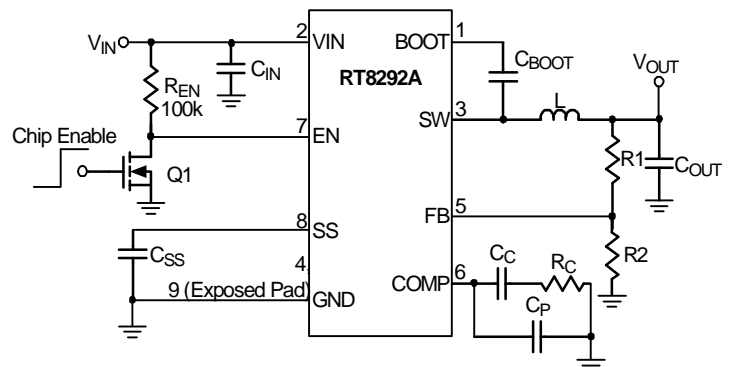 VIN
CIN
REN
100k
Chip Enable
Q1
CSS
2
VIN
7
EN
8
SS
4,
9 (Exposed Pad)
GND
RT8292A
BOOT
1
CBOOT
SW
3
L
VOUT
R1
COUT
FB
5
R2
COMP
6
CC
RC
CP